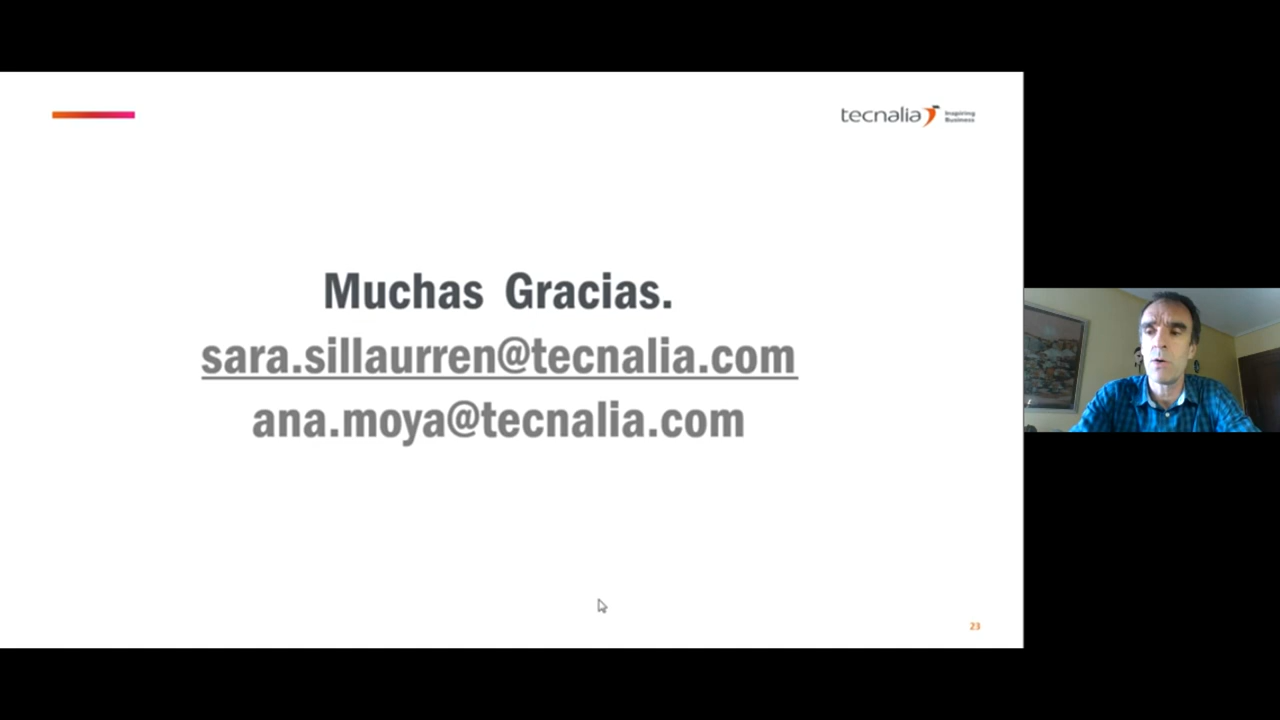 tecnalia Inspiring
Business
Muchas Gracias.
sara.sillaurren@tecnalia.com
ana.moya@tecnalia.com
23